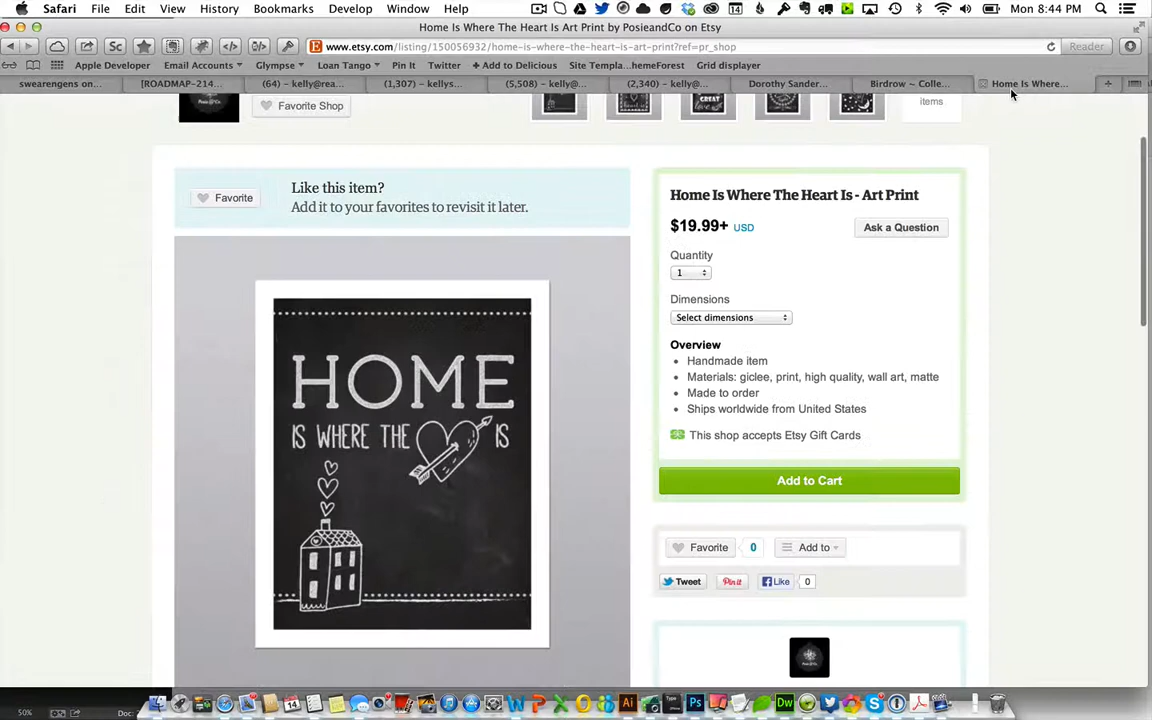 Safari File Edit View History Bookmarks Develop Window Help 14 Mon 8:44 PM
Home Is Where The Heart Is Art Print by PosieandCo on Etsy
Sc www.etsy.com/listing/150056932/home-is-where-the-heart-is-art-print?ref=pr_shop Reader
Apple Developer Email Accounts Glympse Loan Tango Pin It Twitter + Add to Delicious Site Templa...hemeForest Grid displayer
swearengens on... [ROADMAP-214... (64) – kelly@ro... (1,307) – kellys... (5,508) – kelly@... (2,340) – kelly@... Dorothy Sander... Birdrow ~ Colle... Home Is Where...
Favorite Shop items
Favorite Like this item?
Add it to your favorites to revisit it later.
HOME
IS WHERE THE IS
Home Is Where The Heart Is - Art Print
$19.99+ USD Ask a Question
Quantity
1
Dimensions
Select dimensions
Overview
Handmade item
Materials: giclee, print, high quality, wall art, matte
Made to order
Ships worldwide from United States
This shop accepts Etsy Gift Cards
Add to Cart
Favorite 0 Add to
Tweet Pin it Like 0
50% Doc: